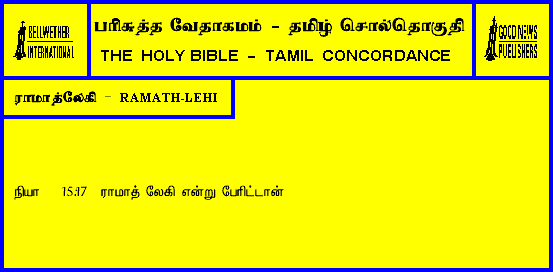 BELLWETHER
INTERNATIONAL
பரிசுத்த வேதாகமம் - தமிழ் சொல்தொகுதி
THE HOLY BIBLE - TAMIL CONCORDANCE
GOOD NEWS
PUBLISHERS
ராமாத்லேகி - RAMATH-LEHI
நியா 15:17 ராமாத் லேகி என்று பேரிட்டான்